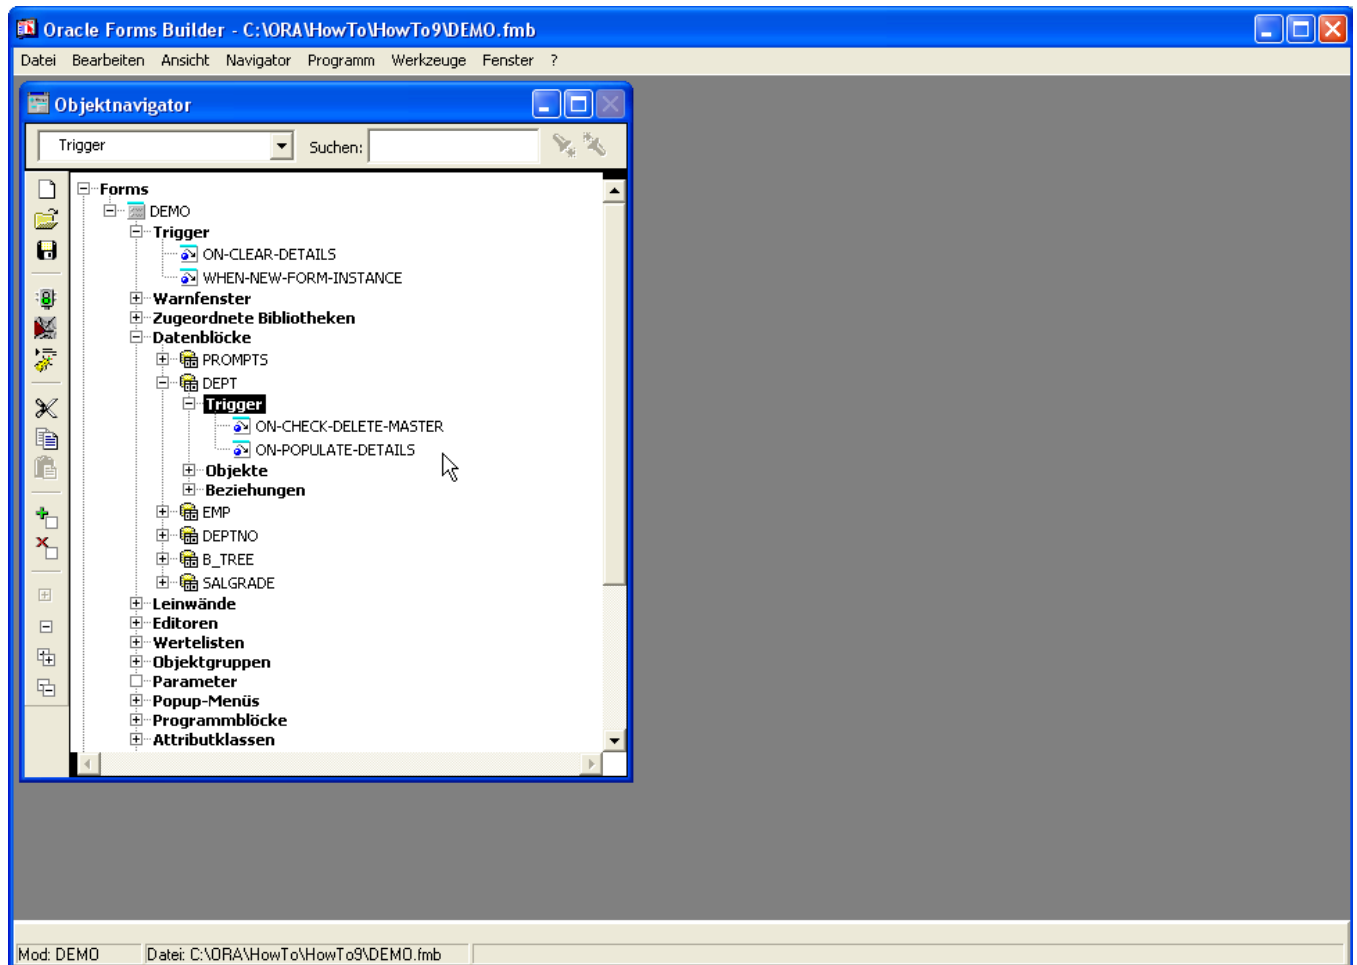 Oracle Forms Builder - C:\ORA\HowTo\HowTo9\DEMO.fmb
Datei Bearbeiten Ansicht Navigator Programm Werkzeuge Fenster ?
Objektnavigator
Trigger Suchen:
Forms
DEMO
Trigger
ON-CLEAR-DETAILS
WHEN-NEW-FORM-INSTANCE
Warnfenster
Zugeordnete Bibliotheken
Datenblöcke
PROMPTS
DEPT
Trigger
ON-CHECK-DELETE-MASTER
ON-POPULATE-DETAILS
Objekte
Beziehungen
EMP
DEPTNO
B_TREE
SALGRADE
Leinwände
Editoren
Wertelisten
Objektgruppen
Parameter
Popup-Menüs
Programmblöcke
Attributklassen
Mod: DEMO Datei: C:\ORA\HowTo\HowTo9\DEMO.fmb